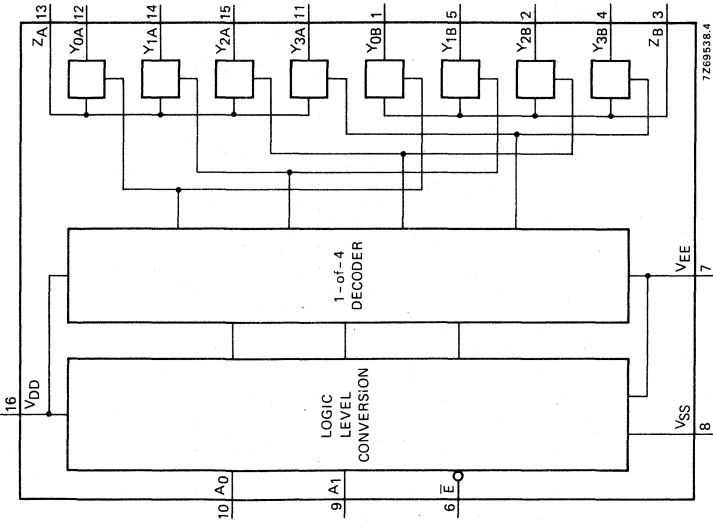 ZA 13
Y0A 12
Y1A 14
Y2A 15
Y3A 11
Y0B 1
Y1B 5
Y2B 2
Y3B 4
ZB 3
7Z69538.4
1-of-4
DECODER
VEE
7
16
VDD
LOGIC
LEVEL
CONVERSION
VSS
8
10 A0
9 A1
6 E̅